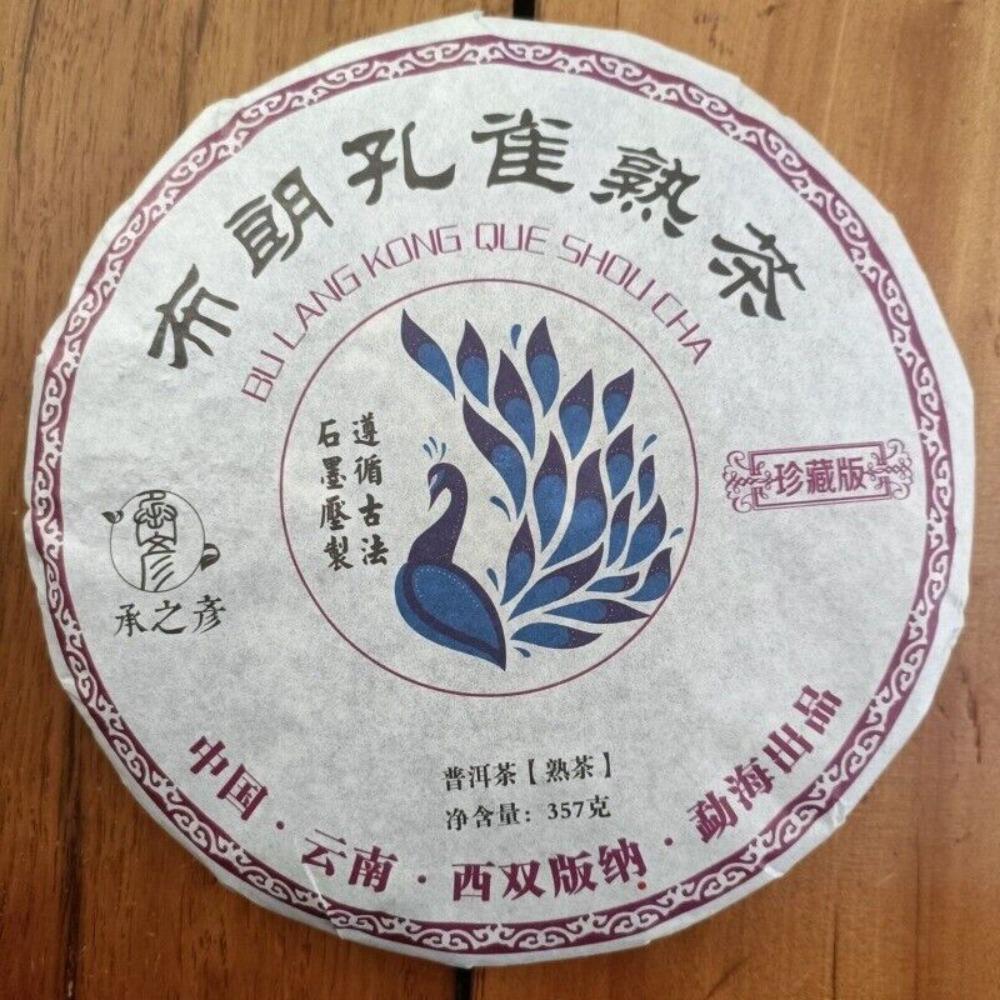 布朗孔雀熟茶
BU LANG KONG QUE SHOU CHA
遵循古法
石墨壓製
珍藏版
承之彦
普洱茶【熟茶】
净含量：357克
中国·云南·西双版纳·勐海出品